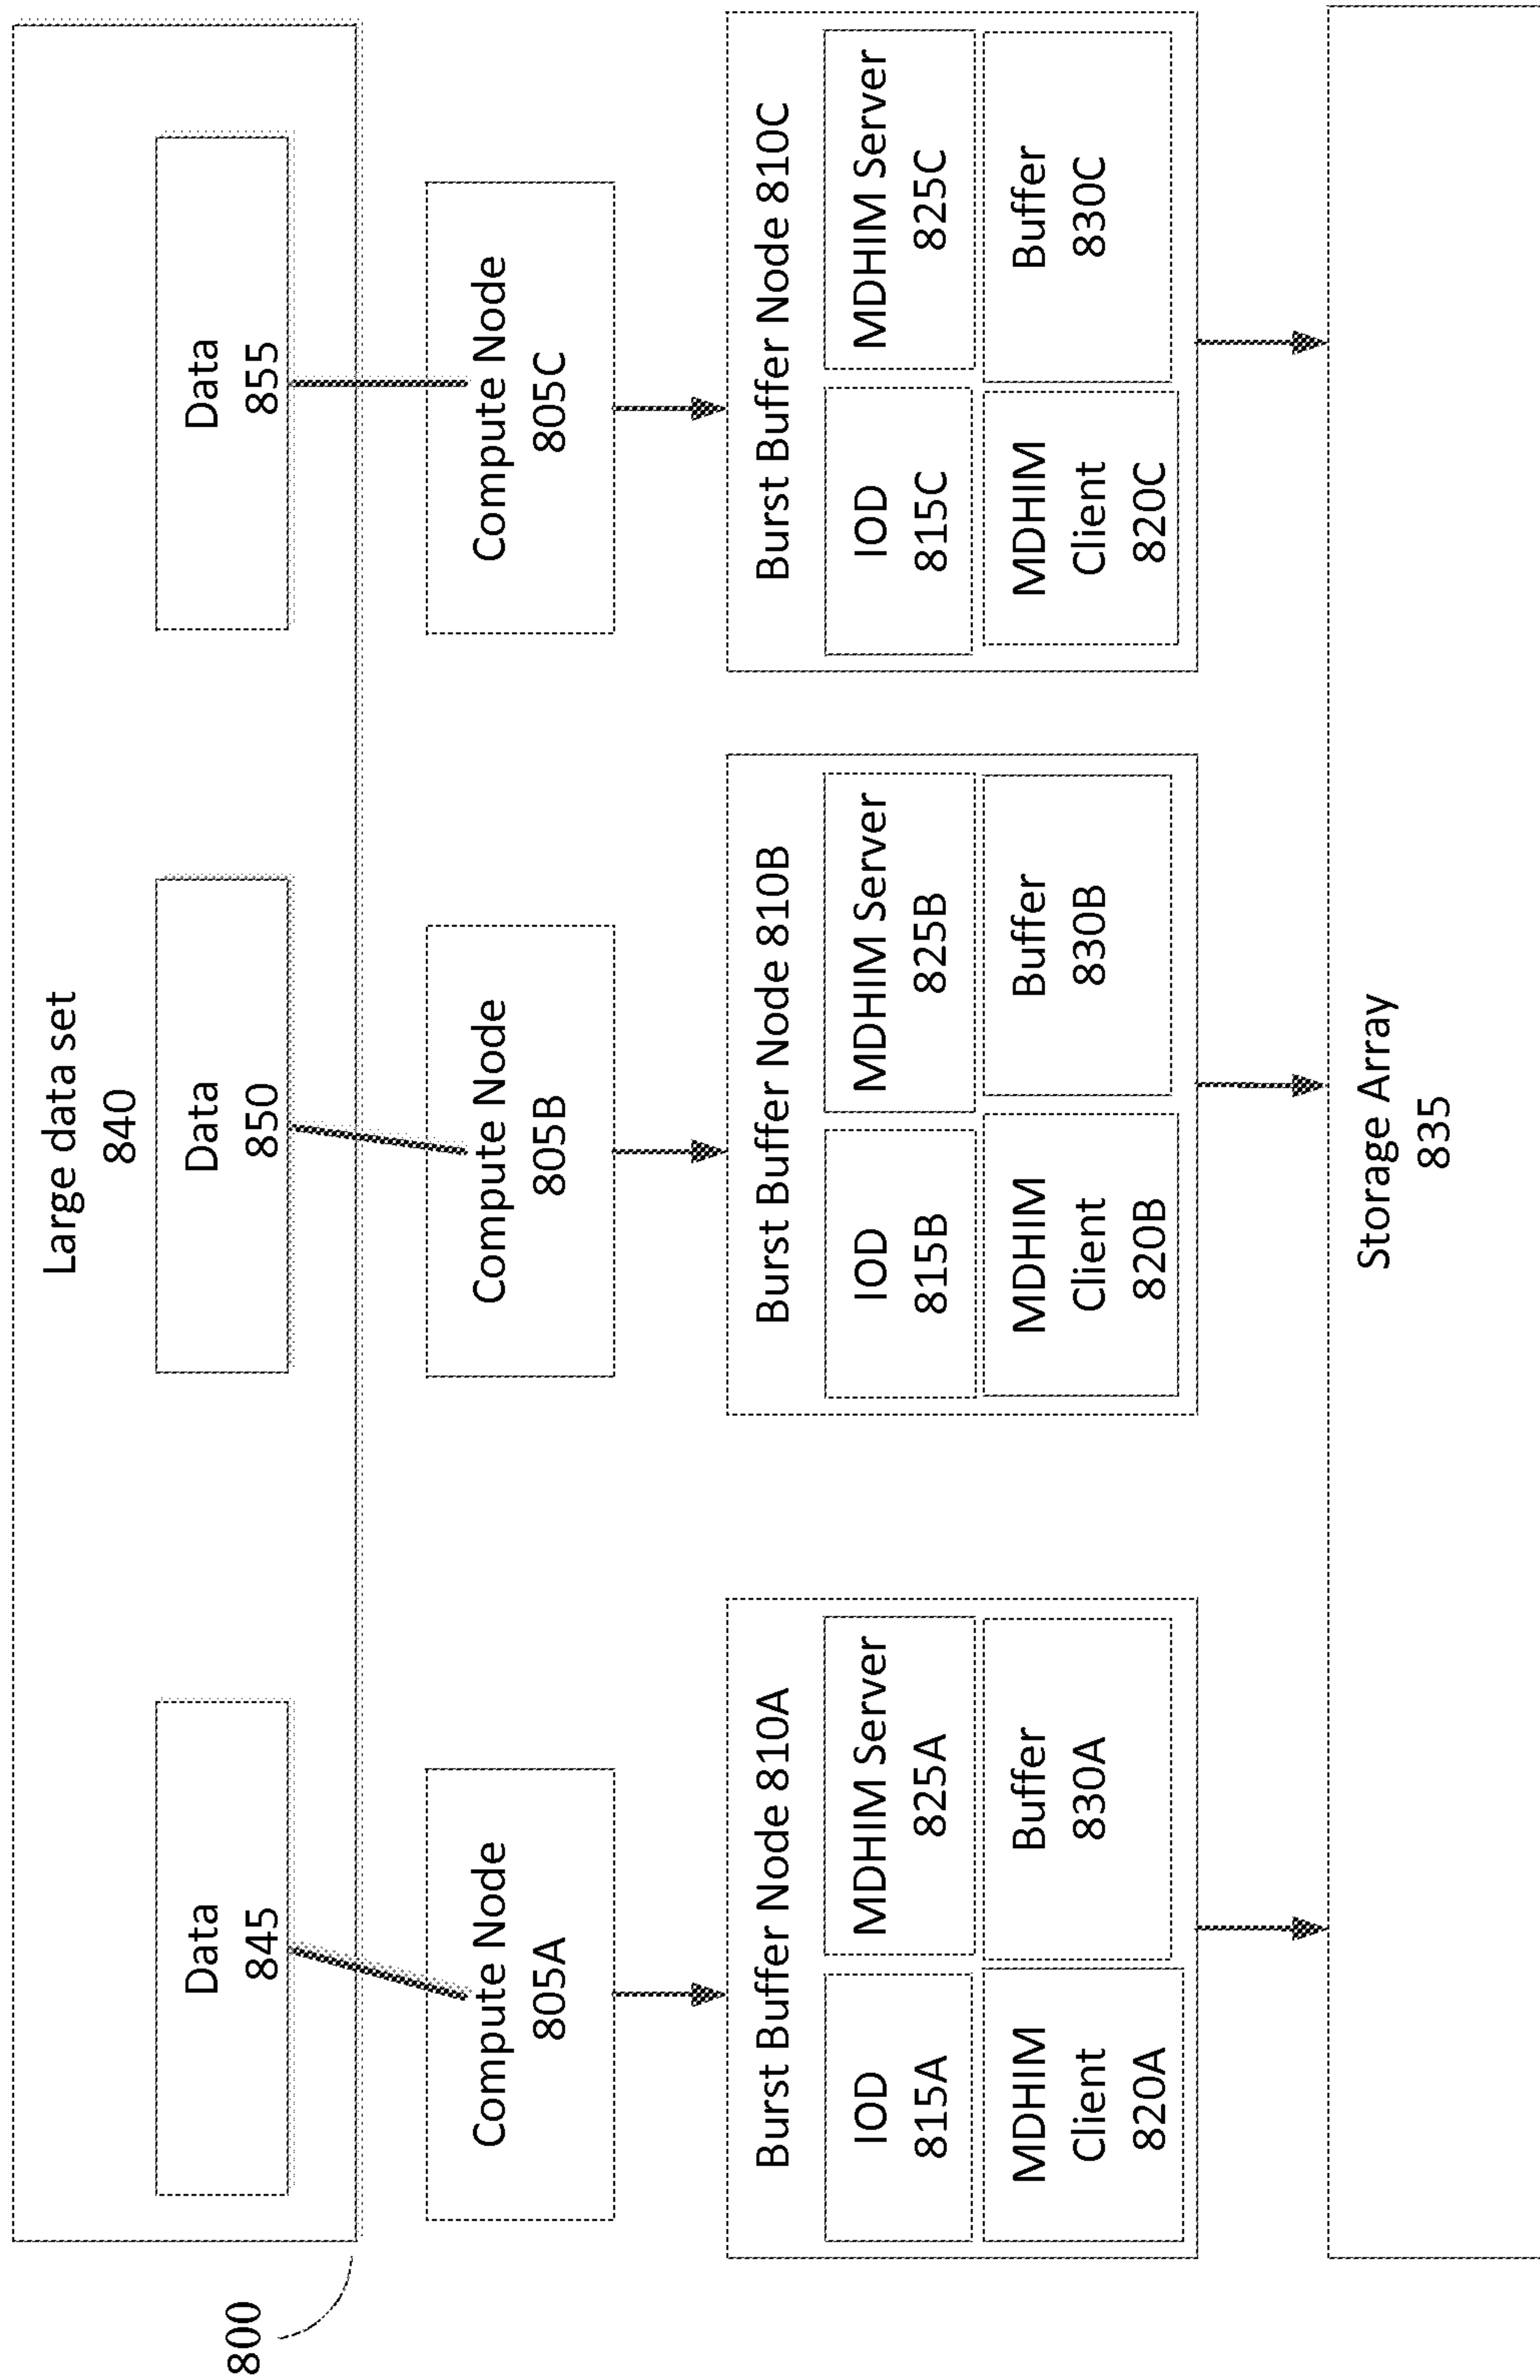 800
Large data set
840
Data
845
Data
850
Data
855
Compute Node
805A
Compute Node
805B
Compute Node
805C
Burst Buffer Node 810A
IOD
815A
MDHIM Server
825A
MDHIM
Client
820A
Buffer
830A
Burst Buffer Node 810B
IOD
815B
MDHIM Server
825B
MDHIM
Client
820B
Buffer
830B
Burst Buffer Node 810C
IOD
815C
MDHIM Server
825C
MDHIM
Client
820C
Buffer
830C
Storage Array
835